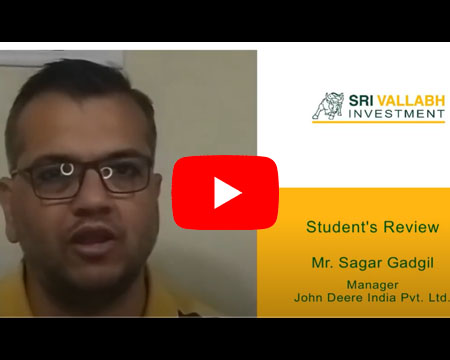 SRI VALLABH
INVESTMENT
Student's Review
Mr. Sagar Gadgil
Manager
John Deere India Pvt. Ltd.